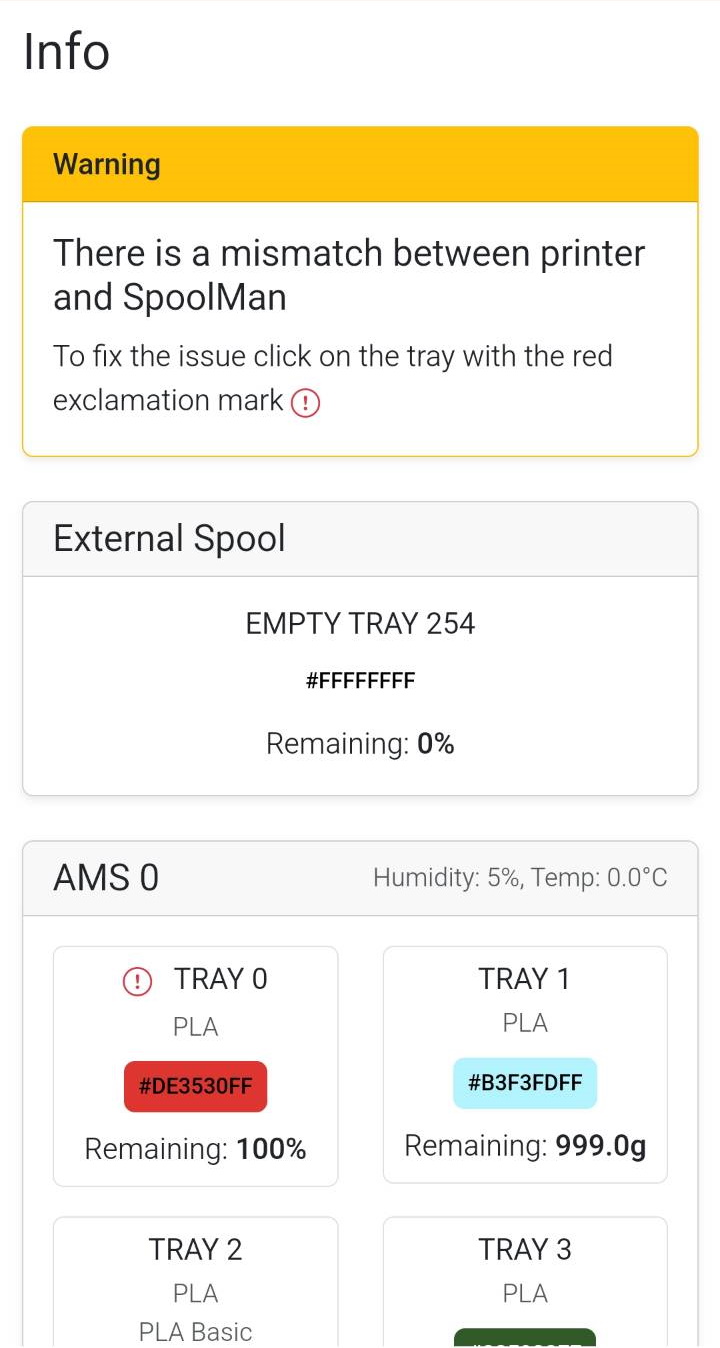 Info
Warning
There is a mismatch between printer
and SpoolMan
To fix the issue click on the tray with the red
exclamation mark
External Spool
EMPTY TRAY 254
#FFFFFFFF
Remaining: 0%
AMS 0
Humidity: 5%, Temp: 0.0°C
TRAY 0
PLA
#DE3530FF
Remaining: 100%
TRAY 1
PLA
#B3F3FDFF
Remaining: 999.0g
TRAY 2
PLA
PLA Basic
TRAY 3
PLA